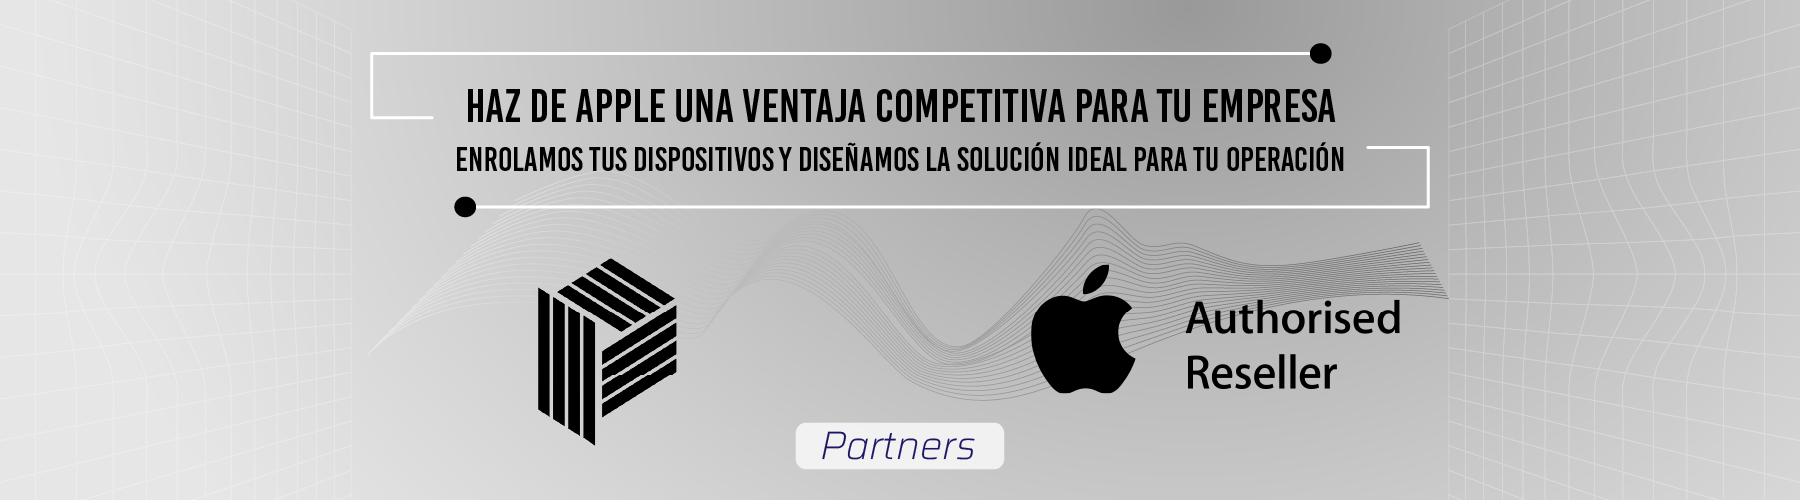 HAZ DE APPLE UNA VENTAJA COMPETITIVA PARA TU EMPRESA
ENROLAMOS TUS DISPOSITIVOS Y DISEÑAMOS LA SOLUCIÓN IDEAL PARA TU OPERACIÓN
Authorised
Reseller
Partners